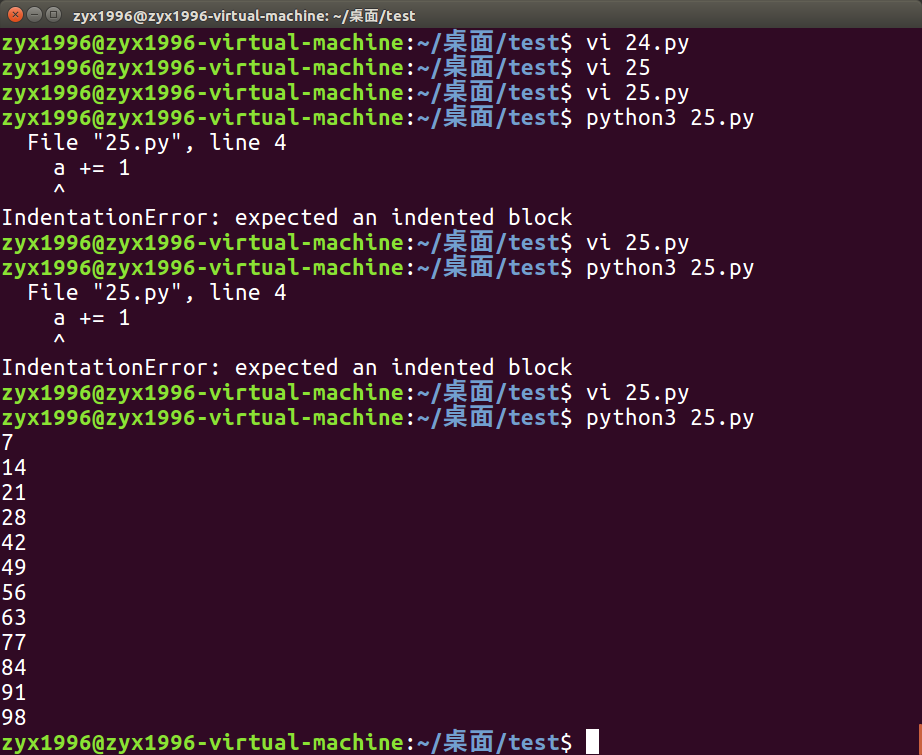 zyx1996@zyx1996-virtual-machine: ~/桌面/test
zyx1996@zyx1996-virtual-machine:~/桌面/test$ vi 24.py
zyx1996@zyx1996-virtual-machine:~/桌面/test$ vi 25
zyx1996@zyx1996-virtual-machine:~/桌面/test$ vi 25.py
zyx1996@zyx1996-virtual-machine:~/桌面/test$ python3 25.py
  File "25.py", line 4
    a += 1
    ^
IndentationError: expected an indented block
zyx1996@zyx1996-virtual-machine:~/桌面/test$ vi 25.py
zyx1996@zyx1996-virtual-machine:~/桌面/test$ python3 25.py
  File "25.py", line 4
    a += 1
    ^
IndentationError: expected an indented block
zyx1996@zyx1996-virtual-machine:~/桌面/test$ vi 25.py
zyx1996@zyx1996-virtual-machine:~/桌面/test$ python3 25.py
7
14
21
28
42
49
56
63
77
84
91
98
zyx1996@zyx1996-virtual-machine:~/桌面/test$